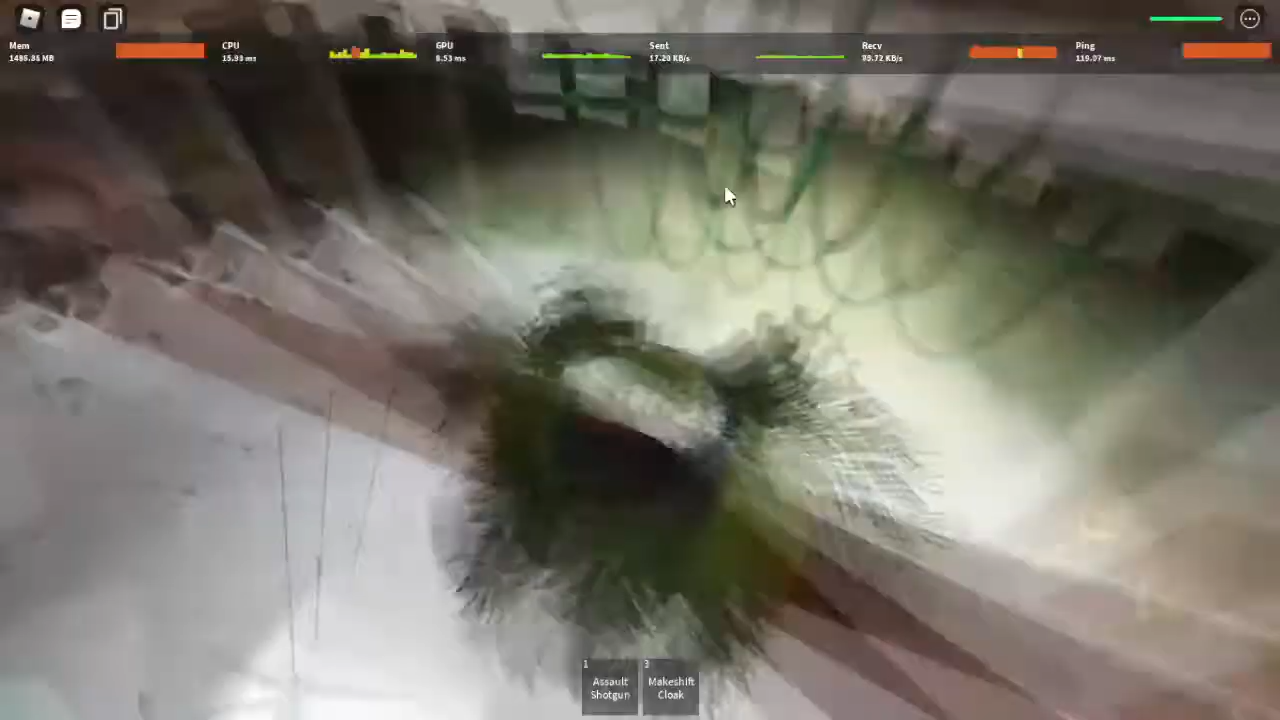 Mem
1486.86 MB
CPU
15.93 ms
GPU
8.53 ms
Sent
17.20 KB/s
Recv
99.72 KB/s
Ping
119.07 ms
1
Assault
Shotgun
3
Makeshift
Cloak